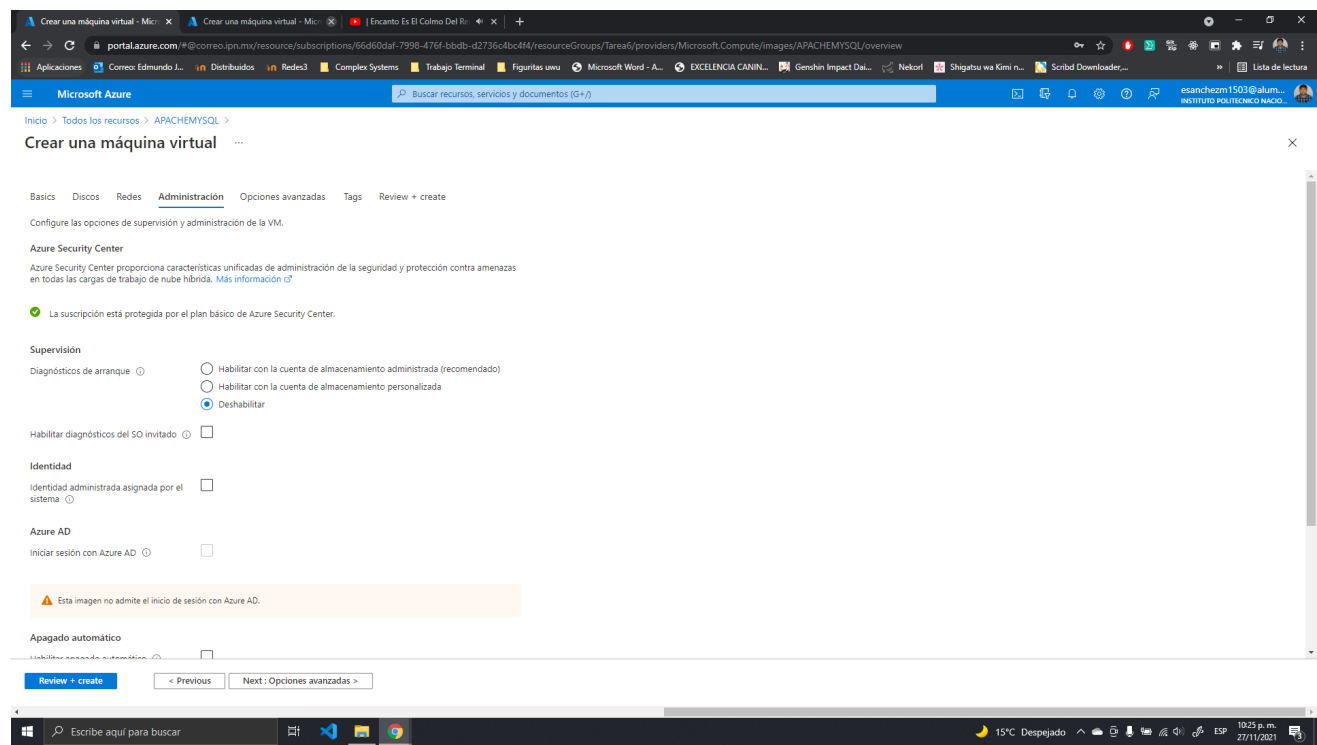 Crear una máquina virtual - Micr
Crear una máquina virtual - Micr
| Encanto Es El Colmo Del Re
portal.azure.com/#@correo.ipn.mx/resource/subscriptions/66d60daf-7998-476f-bbdb-d2736c4bc4f4/resourceGroups/Tarea6/providers/Microsoft.Compute/images/APACHEMYSQL/overview
Aplicaciones Correo: Edmundo J... Distribuidos Redes3 Complex Systems Trabajo Terminal Figuritas uwu Microsoft Word - A... EXCELENCIA CANIN... Genshin Impact Dai... Nekorl Shigatsu wa Kimi n... Scribd Downloader,... » Lista de lectura
Microsoft Azure
Buscar recursos, servicios y documentos (G+/)
esanchezm1503@alum...
INSTITUTO POLITECNICO NACIO...
Inicio > Todos los recursos > APACHEMYSQL >
Crear una máquina virtual ...
Basics Discos Redes Administración Opciones avanzadas Tags Review + create
Configure las opciones de supervisión y administración de la VM.
Azure Security Center
Azure Security Center proporciona características unificadas de administración de la seguridad y protección contra amenazas
en todas las cargas de trabajo de nube híbrida. Más información
La suscripción está protegida por el plan básico de Azure Security Center.
Supervisión
Diagnósticos de arranque
Habilitar con la cuenta de almacenamiento administrada (recomendado)
Habilitar con la cuenta de almacenamiento personalizada
Deshabilitar
Habilitar diagnósticos del SO invitado
Identidad
Identidad administrada asignada por el
sistema
Azure AD
Iniciar sesión con Azure AD
Esta imagen no admite el inicio de sesión con Azure AD.
Apagado automático
Habilitar apagado automático
Review + create
< Previous
Next : Opciones avanzadas >
Escribe aquí para buscar
15°C Despejado
ESP
10:25 p. m.
27/11/2021
3